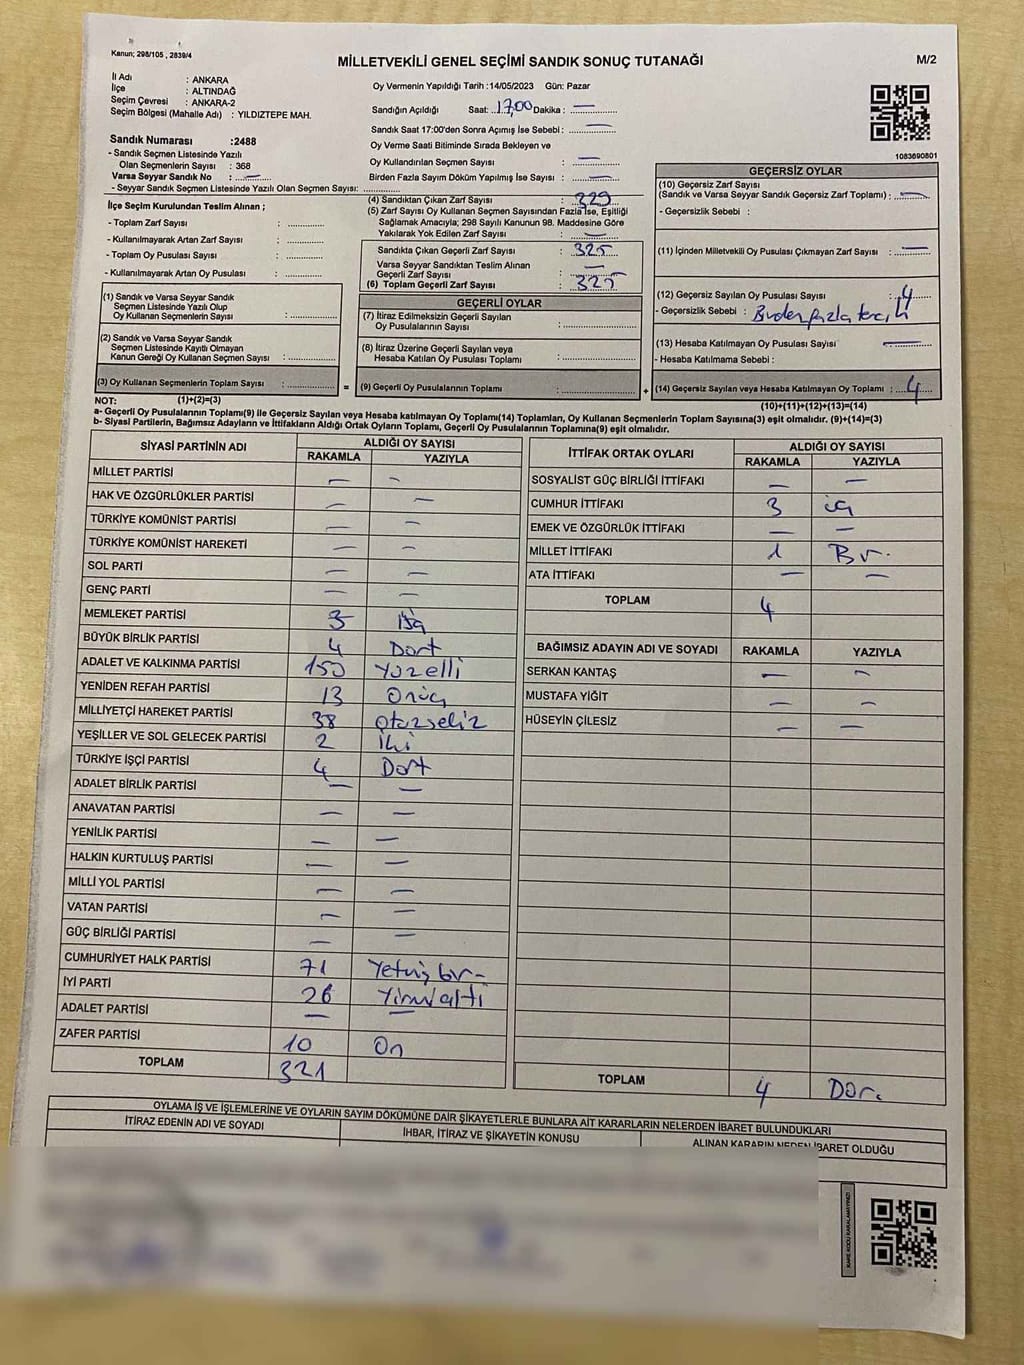 Kanun; 298/105 , 2839/4
MİLLETVEKİLİ GENEL SEÇİMİ SANDIK SONUÇ TUTANAĞI
M/2
İl Adı : ANKARA
İlçe : ALTINDAĞ
Seçim Çevresi : ANKARA-2
Seçim Bölgesi (Mahalle Adı) : YILDIZTEPE MAH.
Sandık Numarası :2488
- Sandık Seçmen Listesinde Yazılı
Olan Seçmenlerin Sayısı : 368
Varsa Seyyar Sandık No : —
- Seyyar Sandık Seçmen Listesinde Yazılı Olan Seçmen Sayısı: ..............
Oy Vermenin Yapıldığı Tarih :14/05/2023 Gün: Pazar
Sandığın Açıldığı Saat: 17,00 Dakika : —
Sandık Saat 17:00'den Sonra Açımış İse Sebebi : —
Oy Verme Saati Bitiminde Sırada Bekleyen ve
Oy Kullandırılan Seçmen Sayısı : —
Birden Fazla Sayım Döküm Yapılmış İse Sayısı : —
1083690801
İlçe Seçim Kurulundan Teslim Alınan ;
- Toplam Zarf Sayısı : ............
- Kullanılmayarak Artan Zarf Sayısı : ............
- Toplam Oy Pusulası Sayısı : ............
- Kullanılmayarak Artan Oy Pusulası : ............
(4) Sandıktan Çıkan Zarf Sayısı : 329
(5) Zarf Sayısı Oy Kullanan Seçmen Sayısından Fazla İse, Eşitliği
Sağlamak Amacıyla; 298 Sayılı Kanunun 98. Maddesine Göre
Yakılarak Yok Edilen Zarf Sayısı : —
Sandıkta Çıkan Geçerli Zarf Sayısı : 325
Varsa Seyyar Sandıktan Teslim Alınan
Geçerli Zarf Sayısı : —
(6) Toplam Geçerli Zarf Sayısı : 325
GEÇERSİZ OYLAR
(10) Geçersiz Zarf Sayısı
(Sandık ve Varsa Seyyar Sandık Geçersiz Zarf Toplamı) : —
- Geçersizlik Sebebi :
(11) İçinden Milletvekili Oy Pusulası Çıkmayan Zarf Sayısı : —
(12) Geçersiz Sayılan Oy Pusulası Sayısı : 4
- Geçersizlik Sebebi : Birden fazla tercih
(13) Hesaba Katılmayan Oy Pusulası Sayısı : —
- Hesaba Katılmama Sebebi :
(14) Geçersiz Sayılan veya Hesaba Katılmayan Oy Toplamı : 4
(1) Sandık ve Varsa Seyyar Sandık
Seçmen Listesinde Yazılı Olup
Oy Kullanan Seçmenlerin Sayısı : ..............
(2) Sandık ve Varsa Seyyar Sandık
Seçmen Listesinde Kayıtlı Olmayan
Kanun Gereği Oy Kullanan Seçmen Sayısı : ..............
(3) Oy Kullanan Seçmenlerin Toplam Sayısı : ..............
=
GEÇERLİ OYLAR
(7) İtiraz Edilmeksizin Geçerli Sayılan
Oy Pusulalarının Sayısı : ..............
(8) İtiraz Üzerine Geçerli Sayılan veya
Hesaba Katılan Oy Pusulası Toplamı : ..............
(9) Geçerli Oy Pusulalarının Toplamı : ..............
+
NOT: (1)+(2)=(3)
(10)+(11)+(12)+(13)=(14)
a- Geçerli Oy Pusulalarının Toplamı(9) ile Geçersiz Sayılan veya Hesaba katılmayan Oy Toplamı(14) Toplamları, Oy Kullanan Seçmenlerin Toplam Sayısına(3) eşit olmalıdır. (9)+(14)=(3)
b- Siyasi Partilerin, Bağımsız Adayların ve İttifakların Aldığı Ortak Oyların Toplamı, Geçerli Oy Pusulalarının Toplamına(9) eşit olmalıdır.
SİYASİ PARTİNİN ADI
ALDIĞI OY SAYISI
RAKAMLA YAZIYLA
MİLLET PARTİSİ — —
HAK VE ÖZGÜRLÜKLER PARTİSİ — —
TÜRKİYE KOMÜNİST PARTİSİ — —
TÜRKİYE KOMÜNİST HAREKETİ — —
SOL PARTİ — —
GENÇ PARTİ — —
MEMLEKET PARTİSİ 3
BÜYÜK BİRLİK PARTİSİ 4 Dört
ADALET VE KALKINMA PARTİSİ 150 Yüzelli
YENİDEN REFAH PARTİSİ 13 Onüç
MİLLİYETÇİ HAREKET PARTİSİ 38 otuzsekiz
YEŞİLLER VE SOL GELECEK PARTİSİ 2 İki
TÜRKİYE İŞÇİ PARTİSİ 4 Dört
ADALET BİRLİK PARTİSİ — —
ANAVATAN PARTİSİ — —
YENİLİK PARTİSİ — —
HALKIN KURTULUŞ PARTİSİ — —
MİLLİ YOL PARTİSİ — —
VATAN PARTİSİ — —
GÜÇ BİRLİĞİ PARTİSİ — —
CUMHURİYET HALK PARTİSİ 71 Yetmiş bir
İYİ PARTİ 26 Yirmialtı
ADALET PARTİSİ — —
ZAFER PARTİSİ 10 On
TOPLAM 321
İTTİFAK ORTAK OYLARI
ALDIĞI OY SAYISI
RAKAMLA YAZIYLA
SOSYALİST GÜÇ BİRLİĞİ İTTİFAKI — —
CUMHUR İTTİFAKI 3 üç
EMEK VE ÖZGÜRLÜK İTTİFAKI — —
MİLLET İTTİFAKI 1 Bir
ATA İTTİFAKI — —
TOPLAM 4
BAĞIMSIZ ADAYIN ADI VE SOYADI RAKAMLA YAZIYLA
SERKAN KANTAŞ — —
MUSTAFA YİĞİT — —
HÜSEYİN ÇİLESİZ — —
TOPLAM 4 Dör.
OYLAMA İŞ VE İŞLEMLERİNE VE OYLARIN SAYIM DÖKÜMÜNE DAİR ŞİKAYETLERLE BUNLARA AİT KARARLARIN NELERDEN İBARET BULUNDUKLARI
İTİRAZ EDENİN ADI VE SOYADI
İHBAR, İTİRAZ VE ŞİKAYETİN KONUSU
ALINAN KARARIN NEDEN İBARET OLDUĞU
KARE KODU KARALAMAYINIZ!